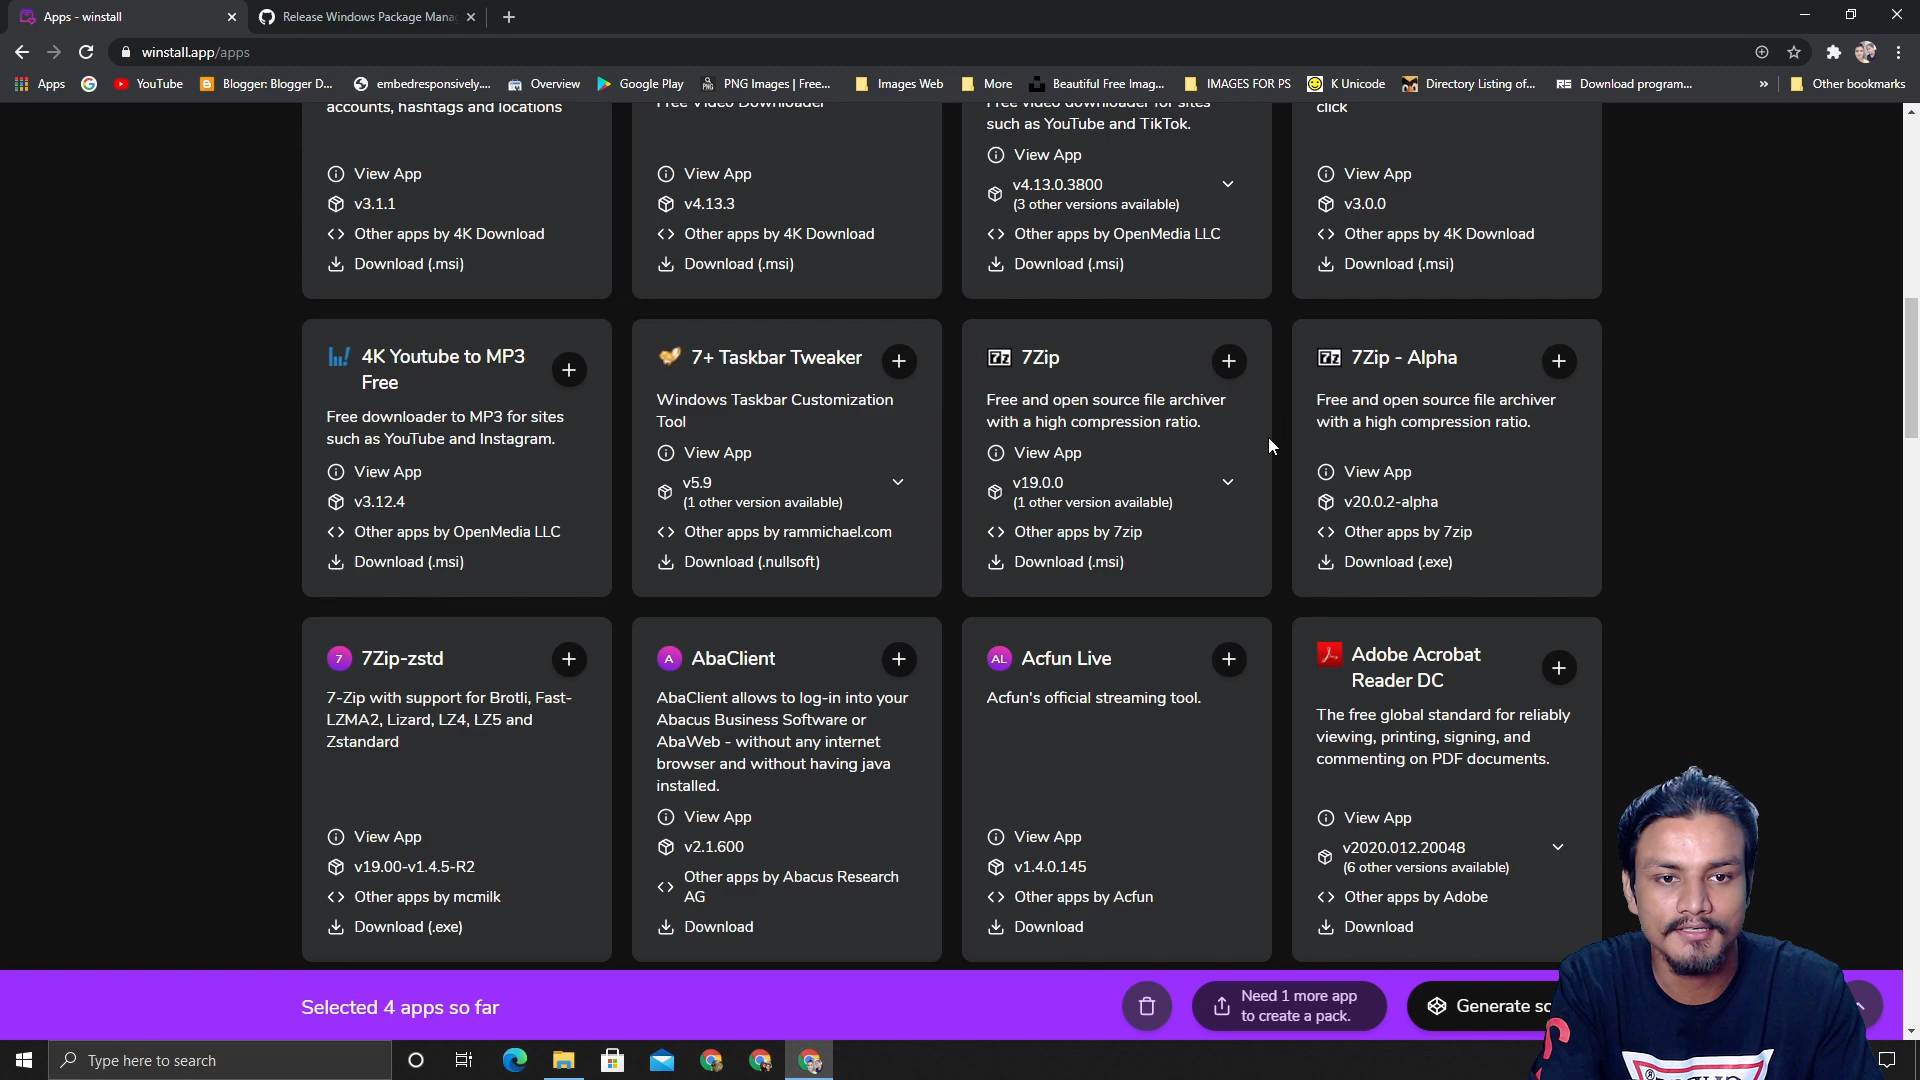 Apps - winstall
Release Windows Package Mana
winstall.app/apps
Apps
YouTube
Blogger: Blogger D...
embedresponsively....
Overview
Google Play
PNG Images | Free...
Images Web
More
Beautiful Free Imag...
IMAGES FOR PS
K Unicode
Directory Listing of...
RS Download program...
»
Other bookmarks
accounts, hashtags and locations
View App
v3.1.1
Other apps by 4K Download
Download (.msi)
Free Video Downloader
View App
v4.13.3
Other apps by 4K Download
Download (.msi)
Free video downloader for sites
such as YouTube and TikTok.
View App
v4.13.0.3800
(3 other versions available)
Other apps by OpenMedia LLC
Download (.msi)
click
View App
v3.0.0
Other apps by 4K Download
Download (.msi)
4K Youtube to MP3
Free
Free downloader to MP3 for sites
such as YouTube and Instagram.
View App
v3.12.4
Other apps by OpenMedia LLC
Download (.msi)
7+ Taskbar Tweaker
Windows Taskbar Customization
Tool
View App
v5.9
(1 other version available)
Other apps by rammichael.com
Download (.nullsoft)
7z 7Zip
Free and open source file archiver
with a high compression ratio.
View App
v19.0.0
(1 other version available)
Other apps by 7zip
Download (.msi)
7z 7Zip - Alpha
Free and open source file archiver
with a high compression ratio.
View App
v20.0.2-alpha
Other apps by 7zip
Download (.exe)
7 7Zip-zstd
7-Zip with support for Brotli, Fast-
LZMA2, Lizard, LZ4, LZ5 and
Zstandard
View App
v19.00-v1.4.5-R2
Other apps by mcmilk
Download (.exe)
A AbaClient
AbaClient allows to log-in into your
Abacus Business Software or
AbaWeb - without any internet
browser and without having java
installed.
View App
v2.1.600
Other apps by Abacus Research
AG
Download
AL Acfun Live
Acfun's official streaming tool.
View App
v1.4.0.145
Other apps by Acfun
Download
Adobe Acrobat
Reader DC
The free global standard for reliably
viewing, printing, signing, and
commenting on PDF documents.
View App
v2020.012.20048
(6 other versions available)
Other apps by Adobe
Download
Selected 4 apps so far
Need 1 more app
to create a pack.
Generate sc
Type here to search